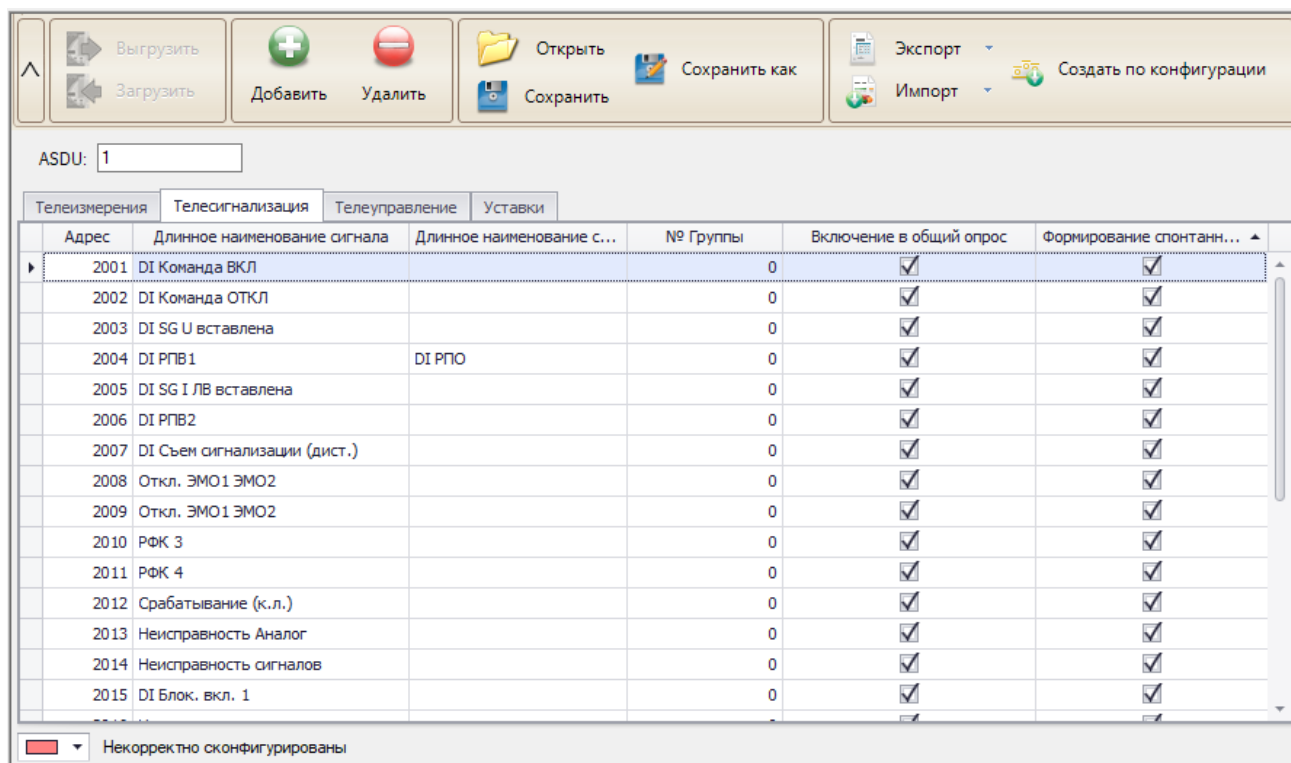 Выгрузить
Загрузить
Добавить Удалить
Открыть
Сохранить
Сохранить как
Экспорт
Импорт
Создать по конфигурации
ASDU: 1
Телеизмерения Телесигнализация Телеуправление Уставки
Адрес Длинное наименование сигнала Длинное наименование с... № Группы Включение в общий опрос Формирование спонтанн...
2001 DI Команда ВКЛ 0
2002 DI Команда ОТКЛ 0
2003 DI SG U вставлена 0
2004 DI РПВ1 DI РПО 0
2005 DI SG I ЛВ вставлена 0
2006 DI РПВ2 0
2007 DI Съем сигнализации (дист.) 0
2008 Откл. ЭМО1 ЭМО2 0
2009 Откл. ЭМО1 ЭМО2 0
2010 РФК 3 0
2011 РФК 4 0
2012 Срабатывание (к.л.) 0
2013 Неисправность Аналог 0
2014 Неисправность сигналов 0
2015 DI Блок. вкл. 1 0
Некорректно сконфигурированы